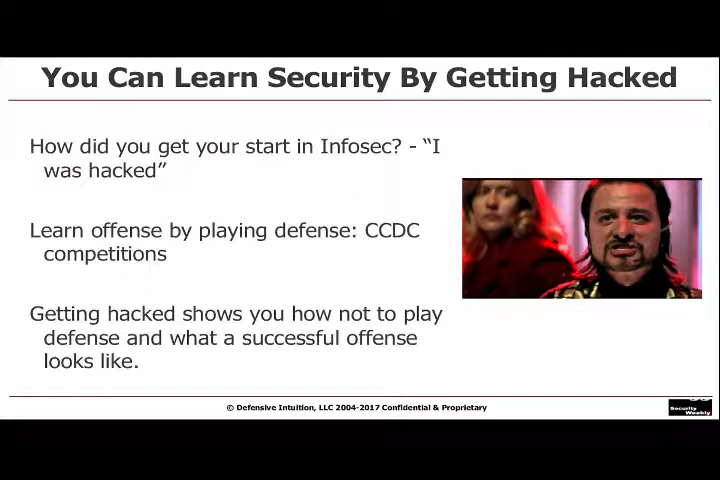 You Can Learn Security By Getting Hacked
How did you get your start in Infosec? - “I
was hacked”
Learn offense by playing defense: CCDC
competitions
Getting hacked shows you how not to play
defense and what a successful offense
looks like.
© Defensive Intuition, LLC 2004-2017 Confidential & Proprietary
Security
Weekly